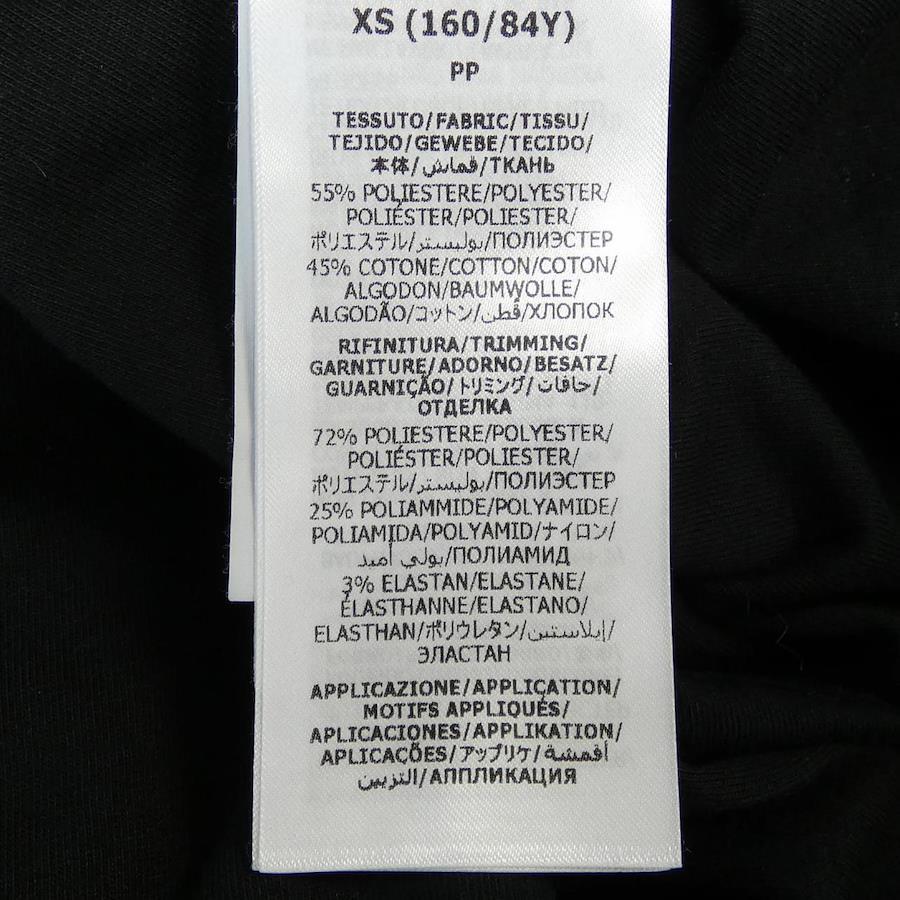 XS (160/84Y)
PP
TESSUTO/FABRIC/TISSU/
TEJIDO/GEWEBE/TECIDO/
本体/قماش/ТКАНЬ
55% POLIESTERE/POLYESTER/
POLIÉSTER/POLIESTER/
ポリエステル/بوليستر/ПОЛИЭСТЕР
45% COTONE/COTTON/COTON/
ALGODON/BAUMWOLLE/
ALGODÃO/コットン/قطن/ХЛОПОК
RIFINITURA/TRIMMING/
GARNITURE/ADORNO/BESATZ/
GUARNIÇÃO/トリミング/حافات/
ОТДЕЛКА
72% POLIESTERE/POLYESTER/
POLIÉSTER/POLIESTER/
ポリエステル/بوليستر/ПОЛИЭСТЕР
25% POLIAMMIDE/POLYAMIDE/
POLIAMIDA/POLYAMID/ナイロン/
بولي أميد/ПОЛИАМИД
3% ELASTAN/ELASTANE/
ÉLASTHANNE/ELASTANO/
ELASTHAN/ポリウレタン/إيلاستين/
ЭЛАСТАН
APPLICAZIONE/APPLICATION/
MOTIFS APPLIQUÉS/
APLICACIONES/APPLIKATION/
APLICAÇÕES/アップリケ/أقمشة
التزيين/АППЛИКАЦИЯ